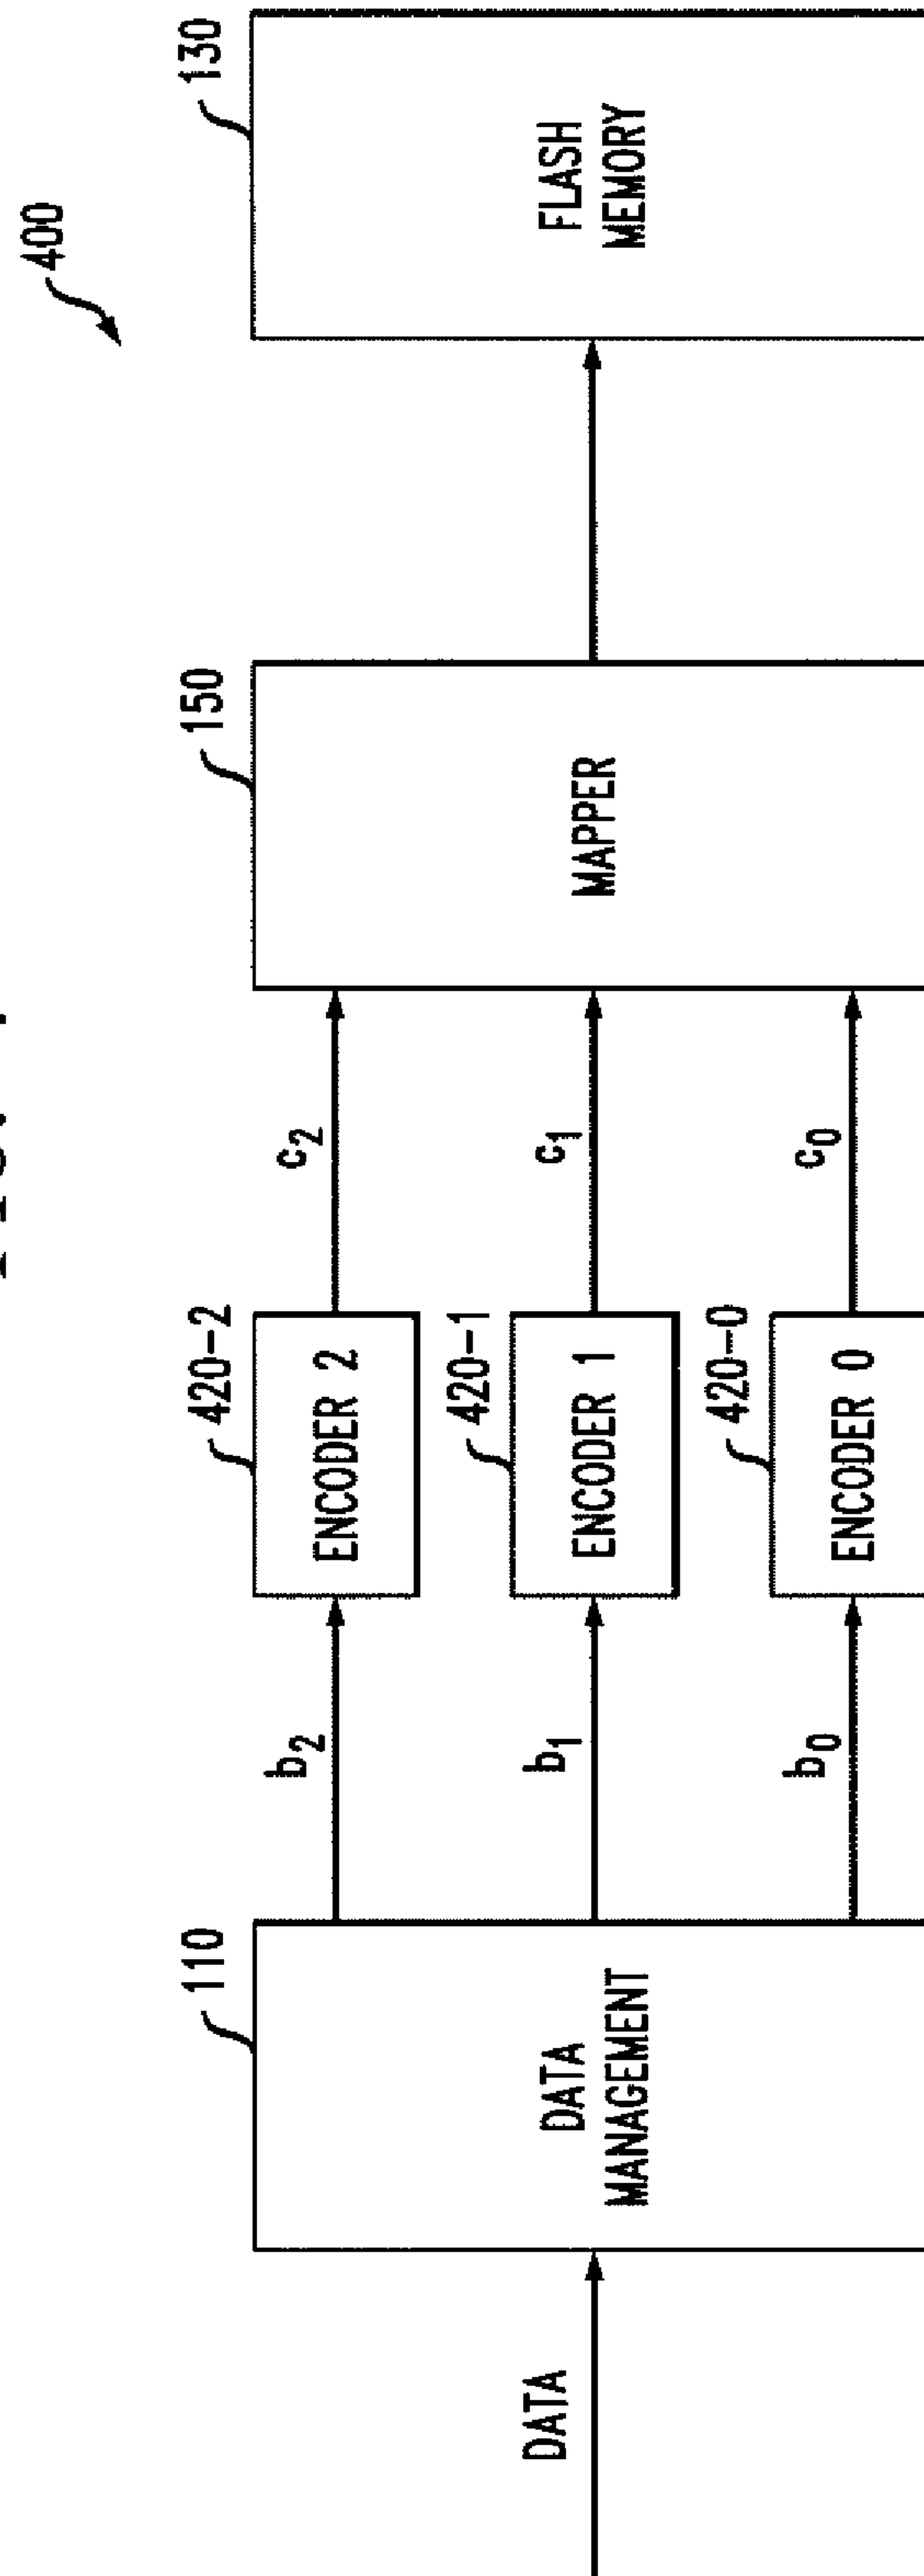 400
DATA
110
DATA
MANAGEMENT
b2
b1
b0
420-2
ENCODER 2
420-1
ENCODER 1
420-0
ENCODER 0
c2
c1
c0
150
MAPPER
130
FLASH
MEMORY